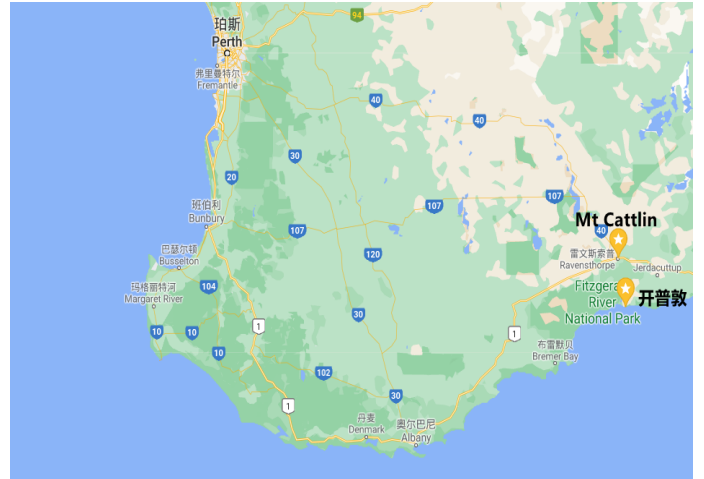 94
珀斯
Perth
弗里曼特尔
Fremantle
40
40
30
20
107
107
班伯利
Bunbury
107
Mt Cattlin
40
巴瑟尔顿
Busselton
120
雷文斯索普
Ravensthorpe
Jerdacuttup
玛格丽特河
Margaret River
104
Fitzgera
River
National Park
开普敦
30
1
1
10
10
10
布雷默贝
Bremer Bay
102
30
1
丹麦
Denmark
奥尔巴尼
Albany